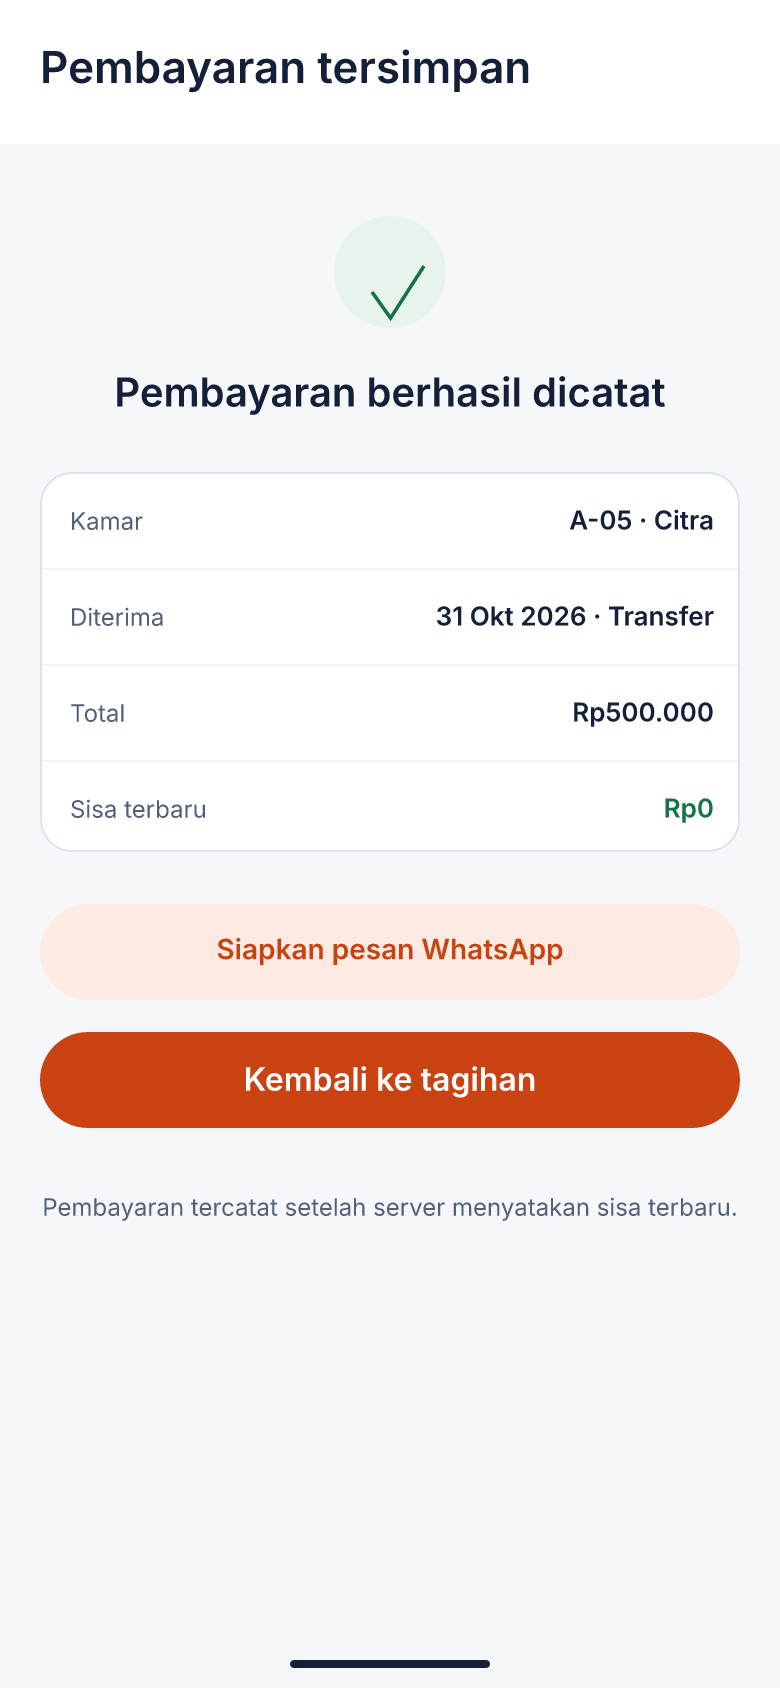 Pembayaran tersimpan
Pembayaran berhasil dicatat
Kamar A-05 · Citra
Diterima 31 Okt 2026 · Transfer
Total Rp500.000
Sisa terbaru Rp0
Siapkan pesan WhatsApp
Kembali ke tagihan
Pembayaran tercatat setelah server menyatakan sisa terbaru.